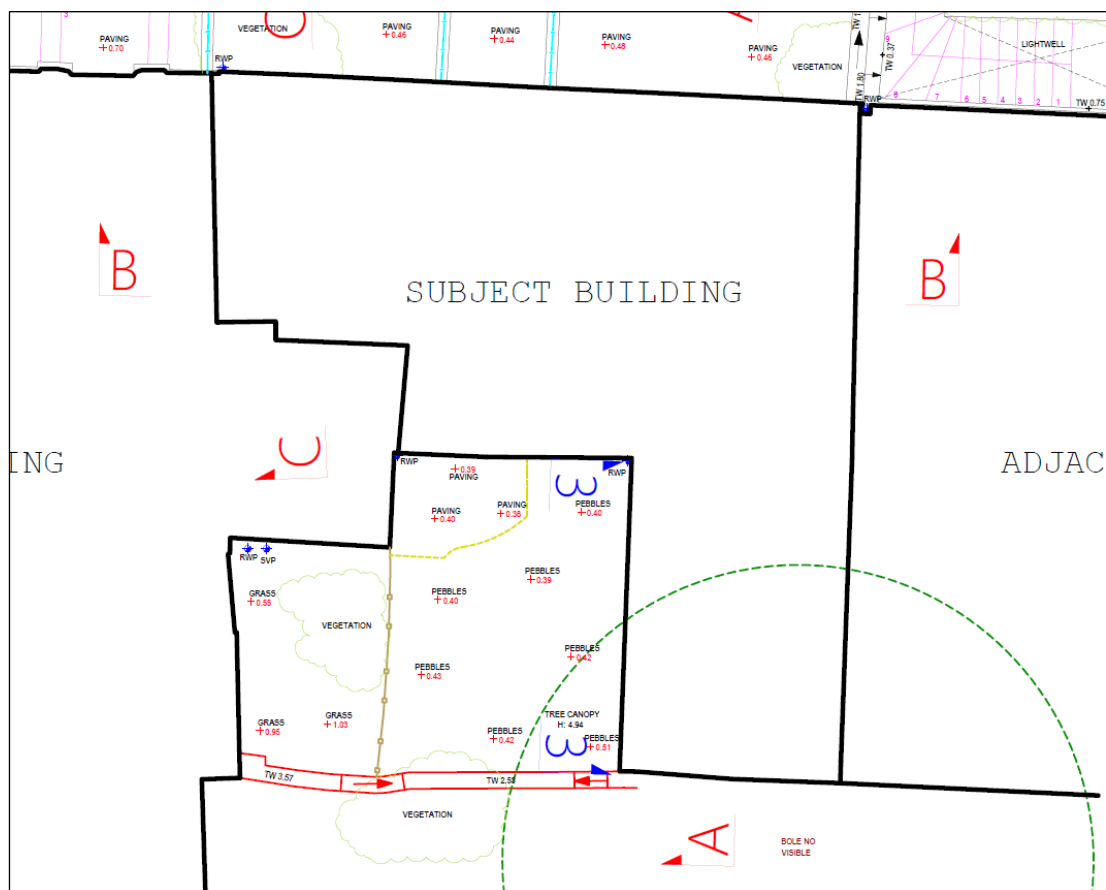 3
PAVING
0.70
VEGETATION
C
RWP
PAVING
0.46
PAVING
0.44
PAVING
0.48
PAVING
0.46
VEGETATION
TW 1.80
TW 0.37
RWP
9
8
7
6
5
4
3
2
1
LIGHTWELL
TW 0.75
B
SUBJECT BUILDING
B
C
ING
ADJAC
RWP
0.39
PAVING
PAVING
0.40
PAVING
0.38
RWP
3
PEBBLES
0.40
RWP
SVP
GRASS
0.55
VEGETATION
PEBBLES
0.40
PEBBLES
0.39
PEBBLES
0.43
PEBBLES
0.42
GRASS
0.95
GRASS
1.03
PEBBLES
0.42
TREE CANOPY
H: 4.94
3
PEBBLES
0.51
TW 3.57
TW 2.55
VEGETATION
A
BOLE NO
VISIBLE